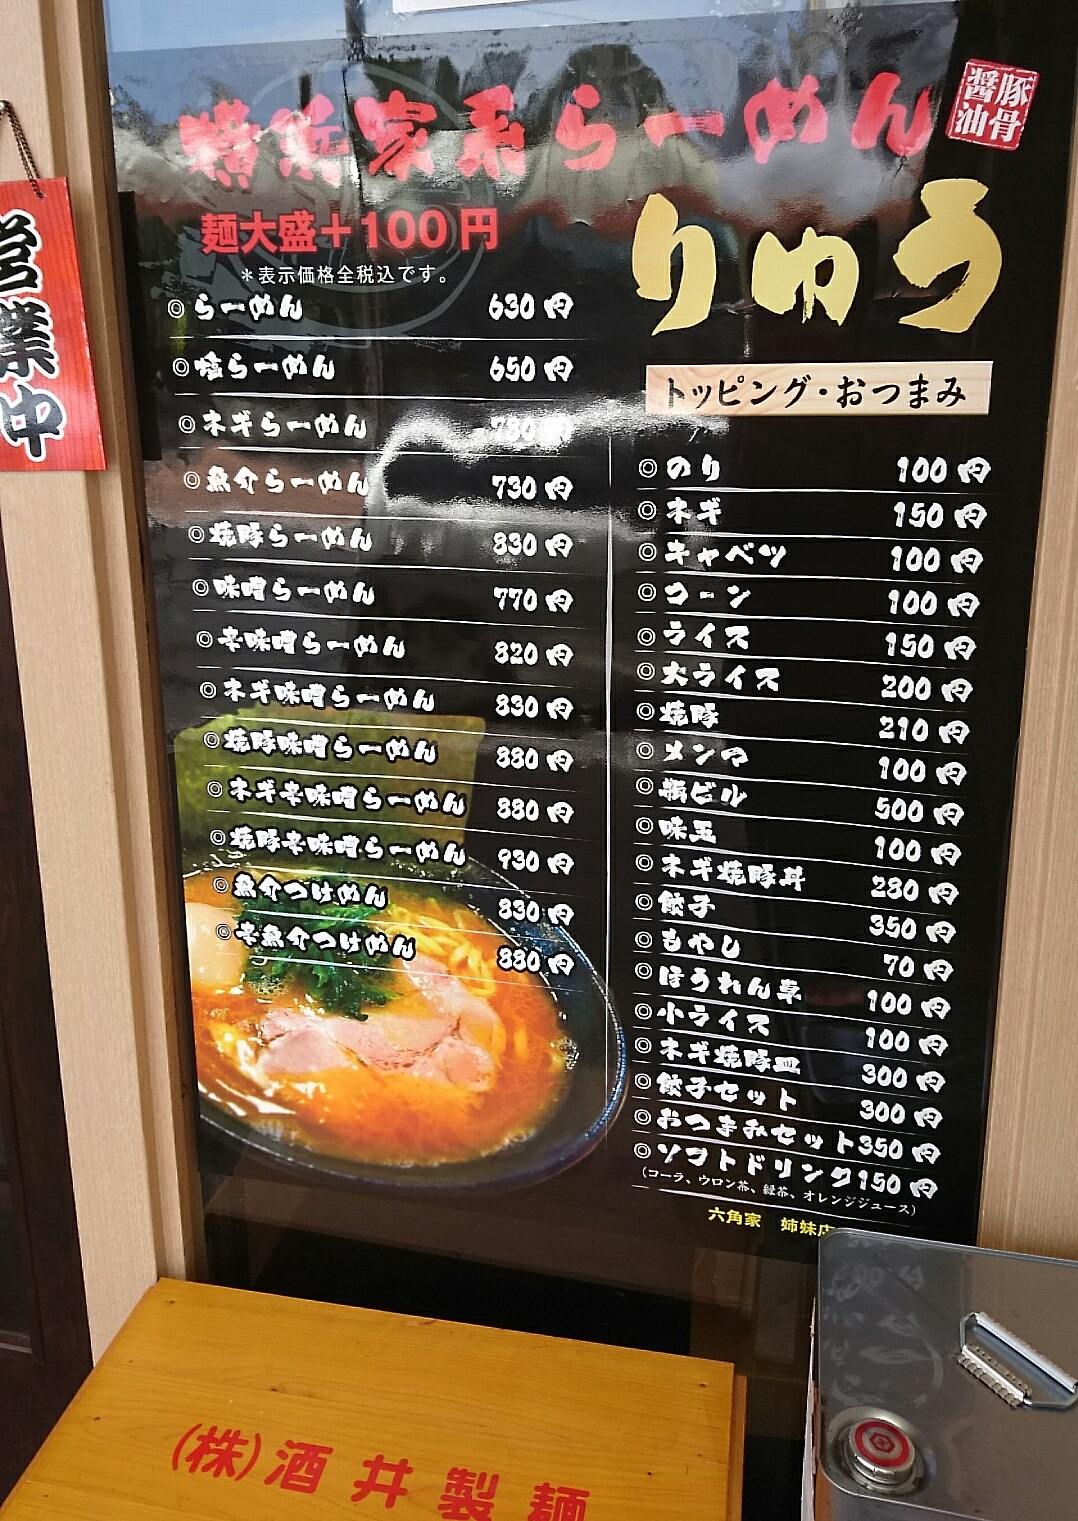 横浜家系らーめん
豚骨
醤油
りゅう
営業中
麺大盛＋100円
＊表示価格全税込です。
◎らーめん 630円
◎塩らーめん 650円
◎ネギらーめん 780円
◎魚介らーめん 730円
◎焼豚らーめん 830円
◎味噌らーめん 770円
◎辛味噌らーめん 820円
◎ネギ味噌らーめん 830円
◎焼豚味噌らーめん 880円
◎ネギ辛味噌らーめん 880円
◎焼豚辛味噌らーめん 930円
◎魚介つけめん 830円
◎辛魚介つけめん 880円
トッピング・おつまみ
◎のり 100円
◎ネギ 150円
◎キャベツ 100円
◎コーン 100円
◎ライス 150円
◎大ライス 200円
◎焼豚 210円
◎メンマ 100円
◎瓶ビル 500円
◎味玉 100円
◎ネギ焼豚丼 280円
◎餃子 350円
◎もやし 70円
◎ほうれん草 100円
◎小ライス 100円
◎ネギ焼豚皿 300円
◎餃子セット 300円
◎おつまみセット350円
◎ソフトドリンク150円
（コーラ、ウロン茶、緑茶、オレンジジュース）
六角家 姉妹店
(株)酒井製麺